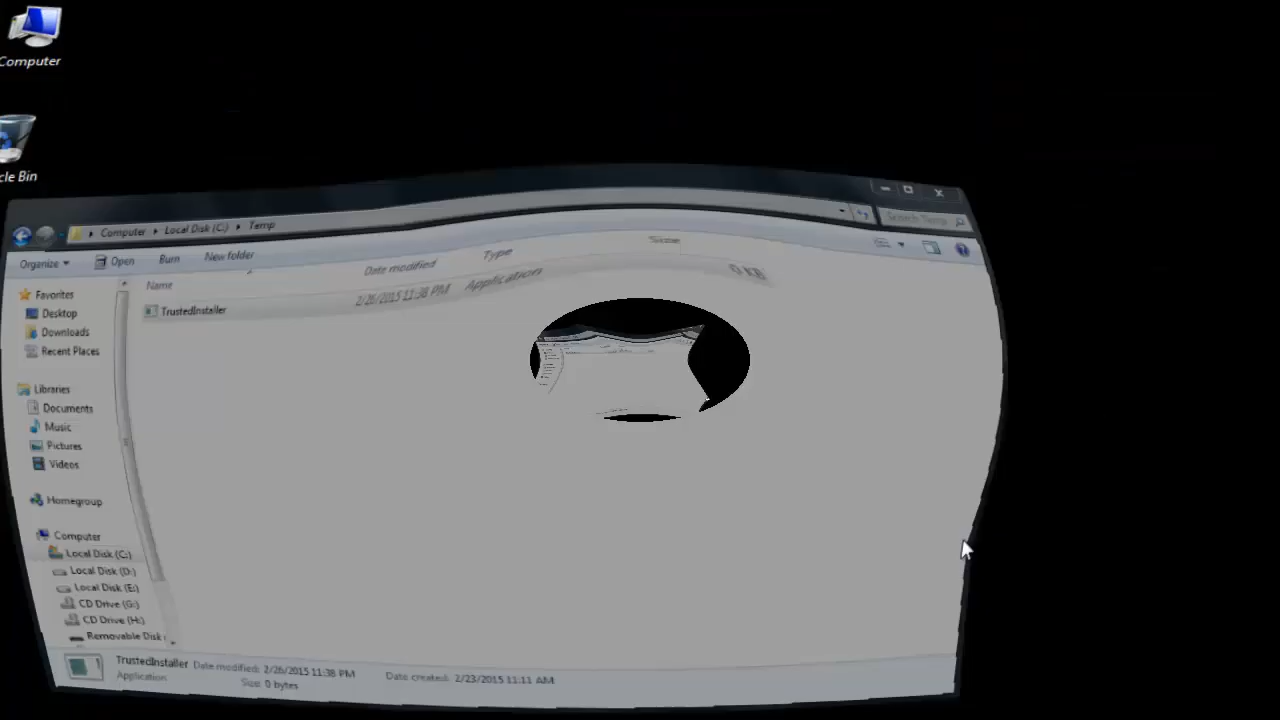 Computer
cle Bin
Computer Local Disk (C:) Temp
Search Temp
Organize Open Burn New folder
Name Date modified Type Size
TrustedInstaller 2/26/2015 11:38 PM Application 0 KB
Favorites
Desktop
Downloads
Recent Places
Libraries
Documents
Music
Pictures
Videos
Homegroup
Computer
Local Disk (C:)
Local Disk (D:)
Local Disk (E:)
CD Drive (G:)
CD Drive (H:)
Removable Disk
TrustedInstaller Date modified: 2/26/2015 11:38 PM Date created: 2/23/2015 11:11 AM
Application Size: 0 bytes